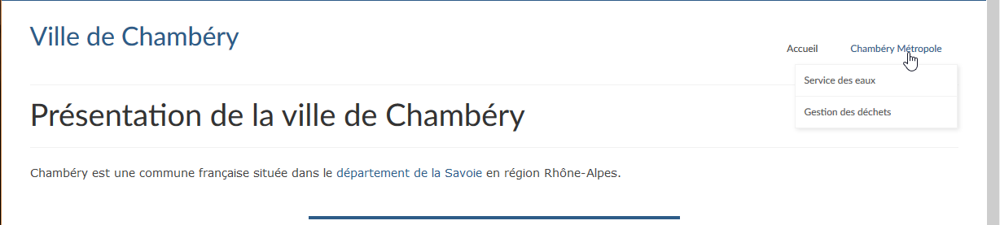 Ville de Chambéry
Accueil
Chambéry Métropole
Service des eaux
Gestion des déchets
Présentation de la ville de Chambéry
Chambéry est une commune française située dans le département de la Savoie en région Rhône-Alpes.